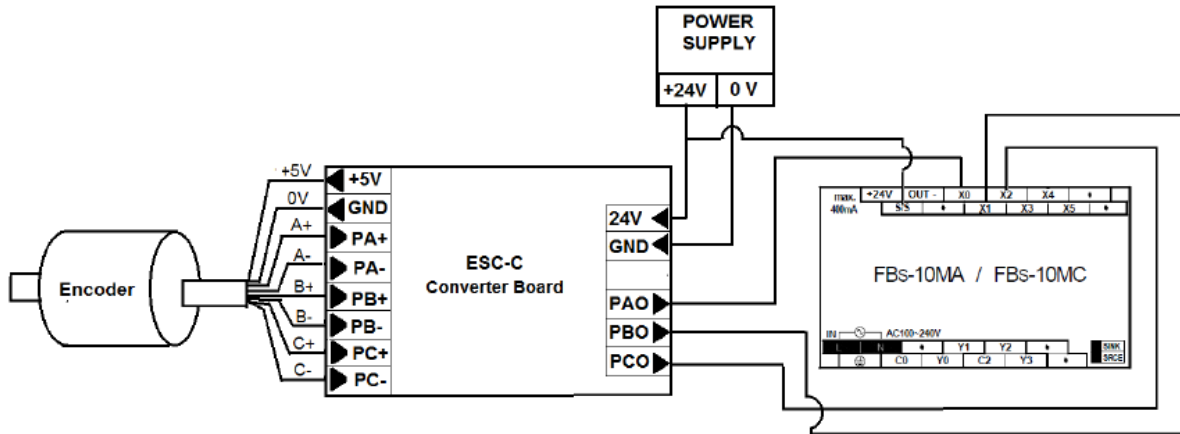 POWER
SUPPLY
+24V 0 V
+5V
0V
A+
A-
B+
B-
C+
C-
Encoder
+5V
GND
PA+
PA-
PB+
PB-
PC+
PC-
ESC-C
Converter Board
24V
GND
PAO
PBO
PCO
max.
400mA
+24V OUT - X0 X2 X4
S/S X1 X3 X5
FBs-10MA / FBs-10MC
IN AC100~240V
L N Y1 Y2
C0 Y0 C2 Y3
SINK
SRCE